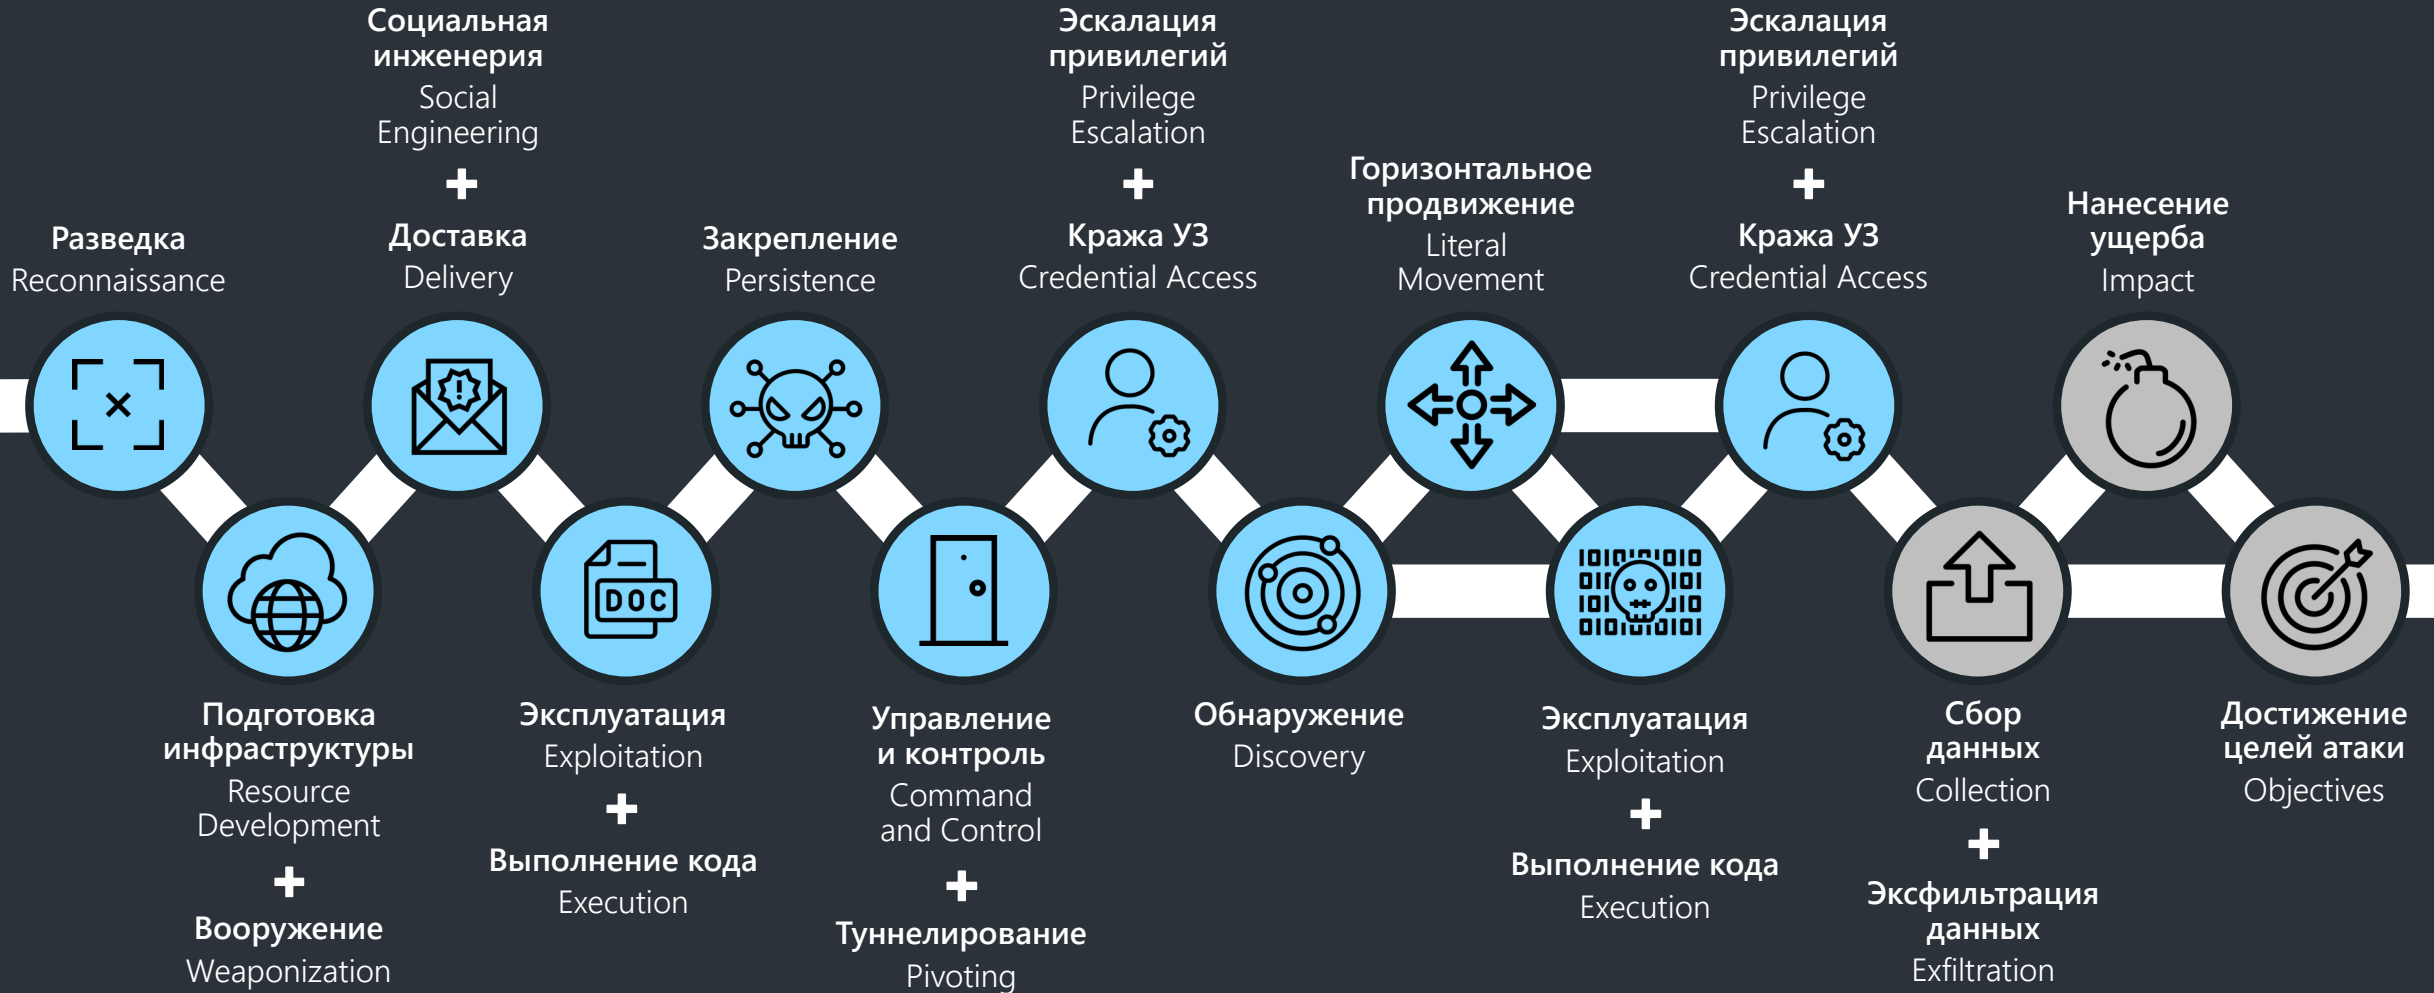 Разведка
Reconnaissance
Подготовка
инфраструктуры
Resource
Development
+
Вооружение
Weaponization
Социальная
инженерия
Social
Engineering
+
Доставка
Delivery
Эксплуатация
Exploitation
+
Выполнение кода
Execution
DOC
Закрепление
Persistence
Управление
и контроль
Command
and Control
+
Туннелирование
Pivoting
Эскалация
привилегий
Privilege
Escalation
+
Кража УЗ
Credential Access
Обнаружение
Discovery
Горизонтальное
продвижение
Literal
Movement
Эксплуатация
Exploitation
+
Выполнение кода
Execution
Эскалация
привилегий
Privilege
Escalation
+
Кража УЗ
Credential Access
Сбор
данных
Collection
+
Эксфильтрация
данных
Exfiltration
Нанесение
ущерба
Impact
Достижение
целей атаки
Objectives